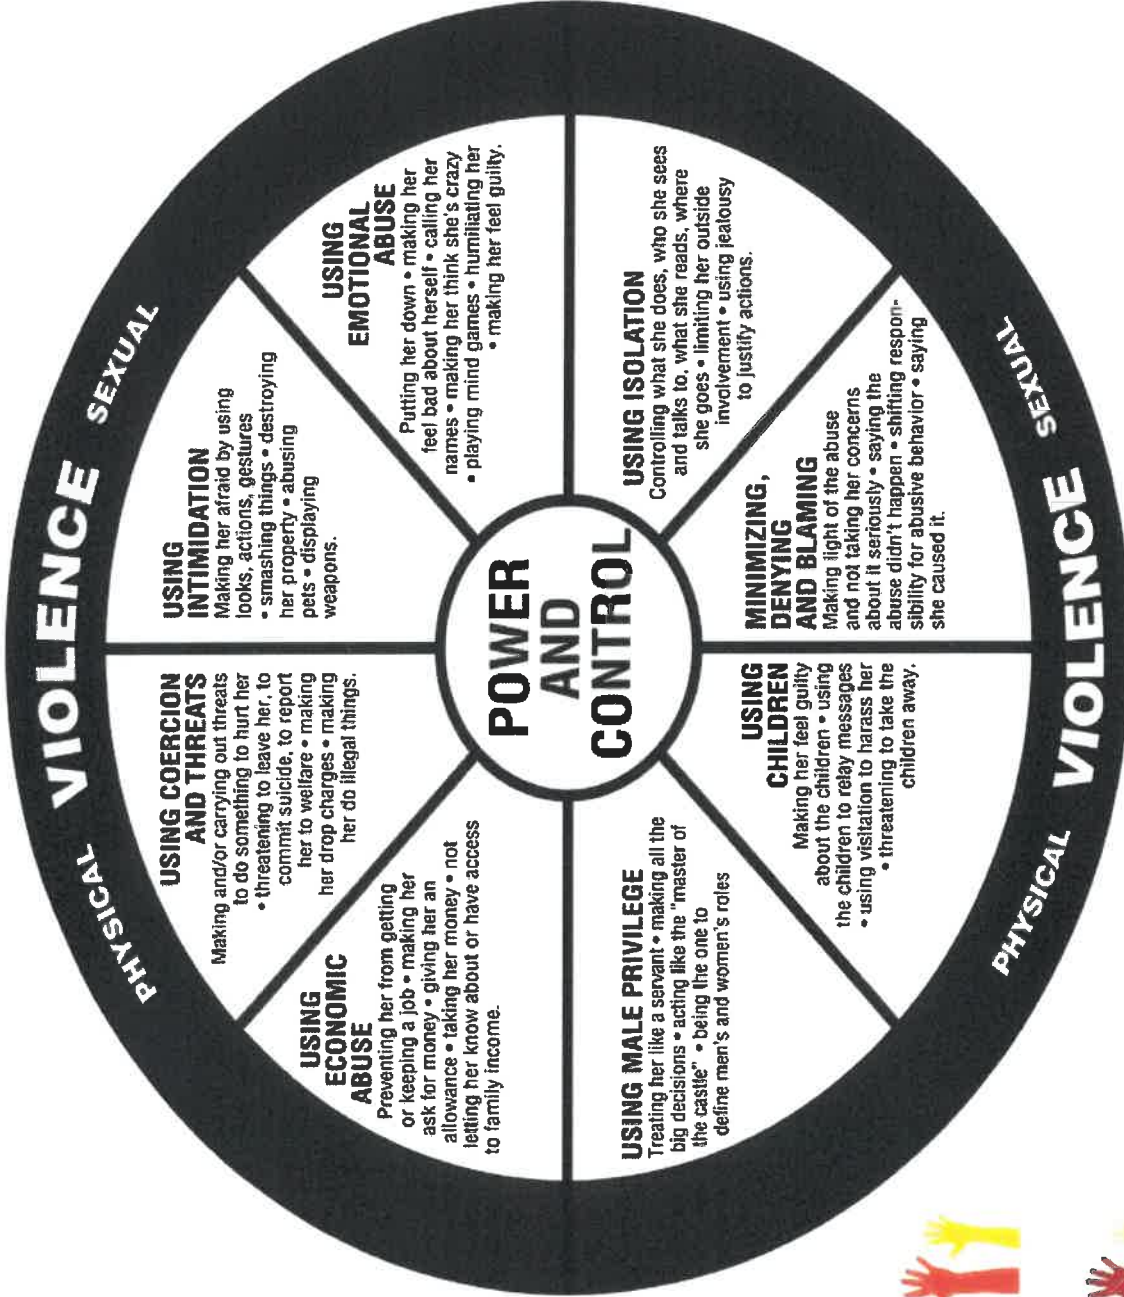 PHYSICAL VIOLENCE SEXUAL
USING COERCION
AND THREATS
Making and/or carrying out threats
to do something to hurt her
• threatening to leave her, to
commit suicide, to report
her to welfare • making
her drop charges • making
her do illegal things.
USING
INTIMIDATION
Making her afraid by using
looks, actions, gestures
• smashing things • destroying
her property • abusing
pets • displaying
weapons.
USING
EMOTIONAL
ABUSE
Putting her down • making her
feel bad about herself • calling her
names • making her think she's crazy
• playing mind games • humiliating her
• making her feel guilty.
USING ISOLATION
Controlling what she does, who she sees
and talks to, what she reads, where
she goes • limiting her outside
involvement • using jealousy
to justify actions.
MINIMIZING,
DENYING
AND BLAMING
Making light of the abuse
and not taking her concerns
about it seriously • saying the
abuse didn't happen • shifting respon-
sibility for abusive behavior • saying
she caused it.
USING
CHILDREN
Making her feel guilty
about the children • using
the children to relay messages
• using visitation to harass her
• threatening to take the
children away.
USING MALE PRIVILEGE
Treating her like a servant • making all the
big decisions • acting like the "master of
the castle" • being the one to
define men's and women's roles
USING
ECONOMIC
ABUSE
Preventing her from getting
or keeping a job • making her
ask for money • giving her an
allowance • taking her money • not
letting her know about or have access
to family income.
POWER
AND
CONTROL
PHYSICAL VIOLENCE SEXUAL